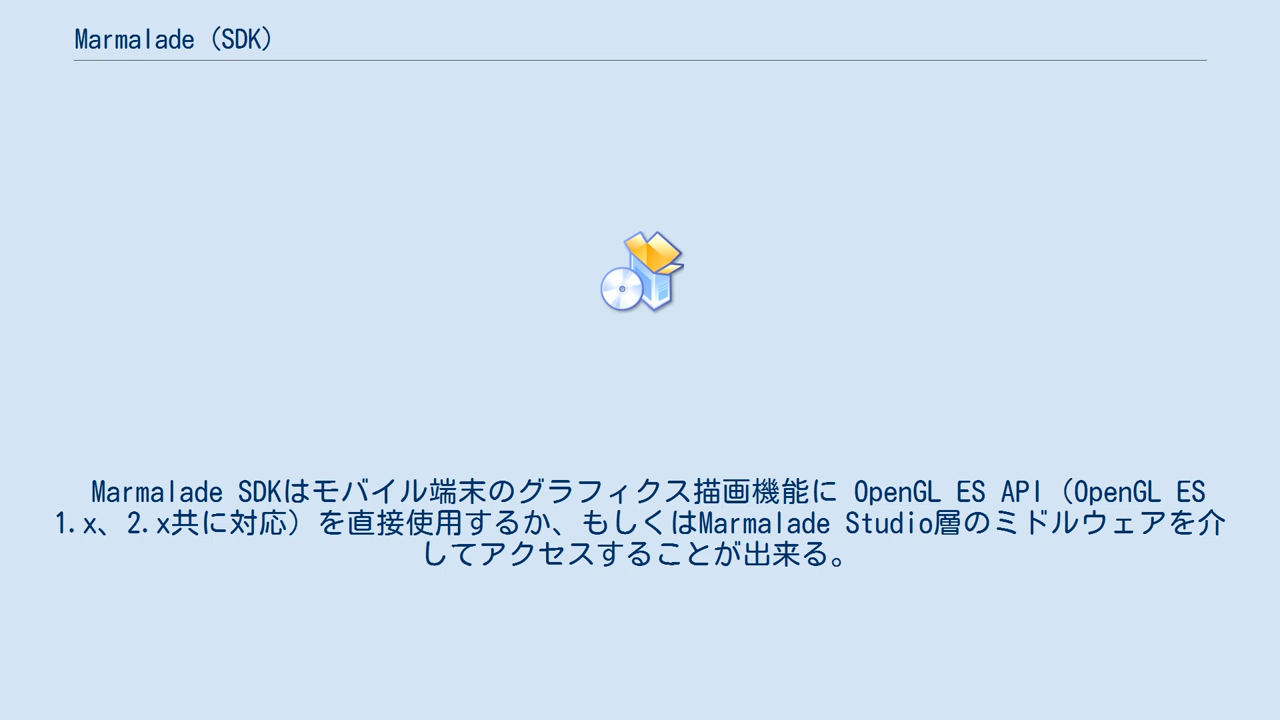 Marmalade (SDK)
Marmalade SDKはモバイル端末のグラフィクス描画機能に OpenGL ES API（OpenGL ES
1.x、2.x共に対応）を直接使用するか、もしくはMarmalade Studio層のミドルウェアを介
してアクセスすることが出来る。